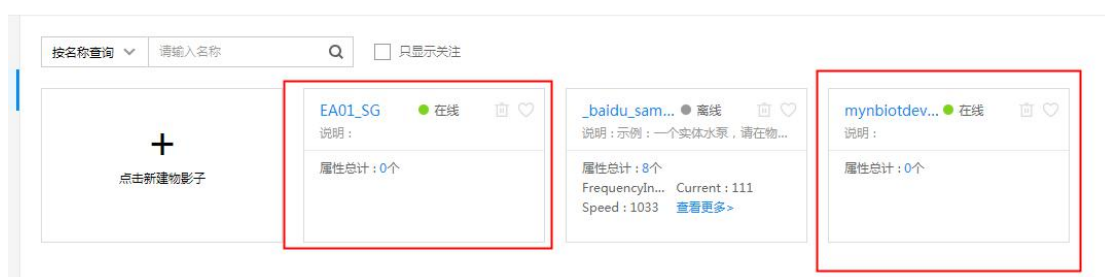 按名称查询 请输入名称 只显示关注
点击新建物影子
EA01_SG 在线
说明：
属性总计：0个
_baidu_sam... 离线
说明：示例：一个实体水泵，请在物...
属性总计：8个
FrequencyIn... Current：111
Speed：1033 查看更多>
mynbiotdev... 在线
说明：
属性总计：0个